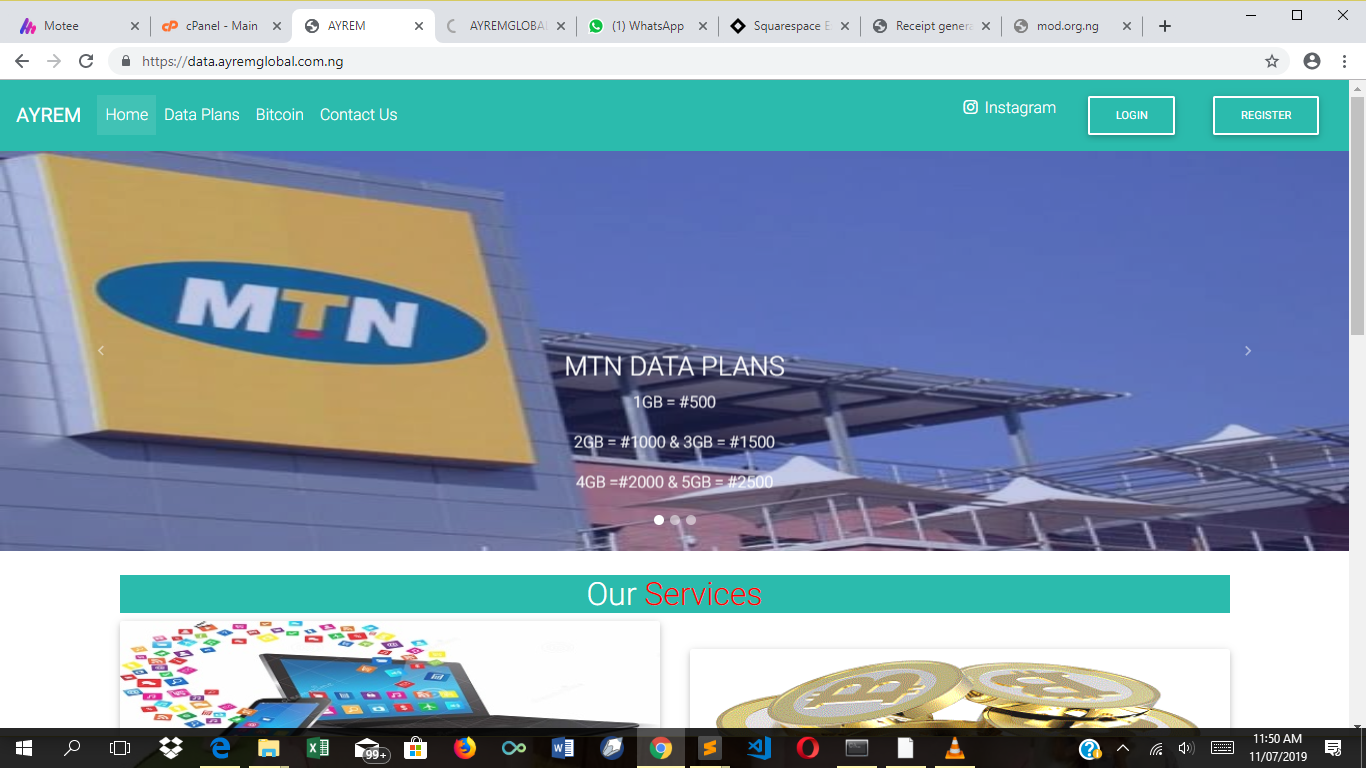 Motee
cPanel - Main
AYREM
AYREMGLOBA
(1) WhatsApp
Squarespace E
Receipt genera
mod.org.ng
https://data.ayremglobal.com.ng
AYREM Home Data Plans Bitcoin Contact Us Instagram LOGIN REGISTER
MTN
MTN DATA PLANS
1GB = #500
2GB = #1000 & 3GB = #1500
4GB =#2000 & 5GB = #2500
Our Services
99+
11:50 AM
11/07/2019